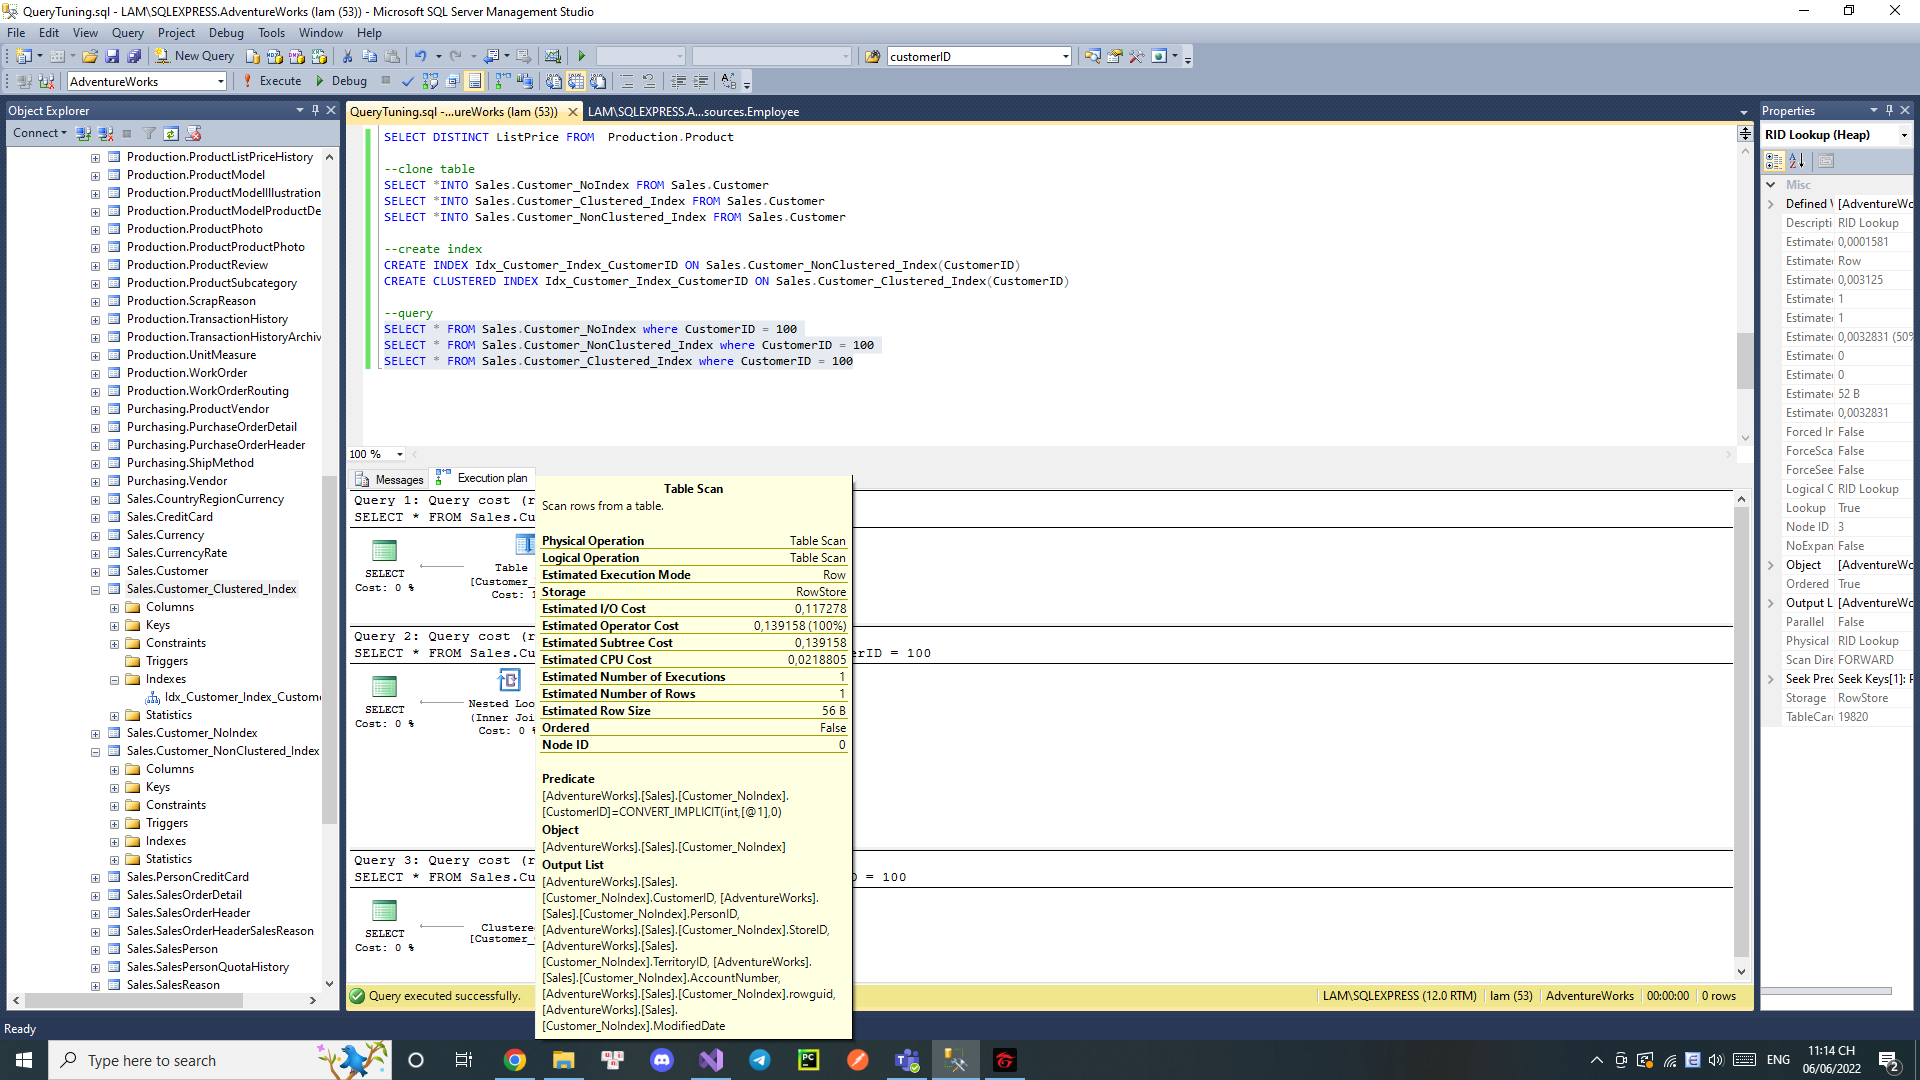 QueryTuning.sql - LAM\SQLEXPRESS.AdventureWorks (lam (53)) - Microsoft SQL Server Management Studio
File Edit View Query Project Debug Tools Window Help
New Query
customerID
AdventureWorks
Execute
Debug
Object Explorer
Connect
Production.ProductListPriceHistory
Production.ProductModel
Production.ProductModelIllustration
Production.ProductModelProductDe
Production.ProductPhoto
Production.ProductProductPhoto
Production.ProductReview
Production.ProductSubcategory
Production.ScrapReason
Production.TransactionHistory
Production.TransactionHistoryArchiv
Production.UnitMeasure
Production.WorkOrder
Production.WorkOrderRouting
Purchasing.ProductVendor
Purchasing.PurchaseOrderDetail
Purchasing.PurchaseOrderHeader
Purchasing.ShipMethod
Purchasing.Vendor
Sales.CountryRegionCurrency
Sales.CreditCard
Sales.Currency
Sales.CurrencyRate
Sales.Customer
Sales.Customer_Clustered_Index
Columns
Keys
Constraints
Triggers
Indexes
Idx_Customer_Index_Custome
Statistics
Sales.Customer_NoIndex
Sales.Customer_NonClustered_Index
Columns
Keys
Constraints
Triggers
Indexes
Statistics
Sales.PersonCreditCard
Sales.SalesOrderDetail
Sales.SalesOrderHeader
Sales.SalesOrderHeaderSalesReason
Sales.SalesPerson
Sales.SalesPersonQuotaHistory
Sales.SalesReason
QueryTuning.sql -...ureWorks (lam (53))
LAM\SQLEXPRESS.A...sources.Employee
SELECT DISTINCT ListPrice FROM Production.Product
--clone table
SELECT *INTO Sales.Customer_NoIndex FROM Sales.Customer
SELECT *INTO Sales.Customer_Clustered_Index FROM Sales.Customer
SELECT *INTO Sales.Customer_NonClustered_Index FROM Sales.Customer
--create index
CREATE INDEX Idx_Customer_Index_CustomerID ON Sales.Customer_NonClustered_Index(CustomerID)
CREATE CLUSTERED INDEX Idx_Customer_Index_CustomerID ON Sales.Customer_Clustered_Index(CustomerID)
--query
SELECT * FROM Sales.Customer_NoIndex where CustomerID = 100
SELECT * FROM Sales.Customer_NonClustered_Index where CustomerID = 100
SELECT * FROM Sales.Customer_Clustered_Index where CustomerID = 100
100 %
Messages
Execution plan
Query 1: Query cost (r
SELECT * FROM Sales.Cu
SELECT
Cost: 0 %
Table
[Customer_
Cost: 1
Query 2: Query cost (r
SELECT * FROM Sales.Cu
erID = 100
SELECT
Cost: 0 %
Nested Loo
(Inner Joi
Cost: 0 %
Query 3: Query cost (r
SELECT * FROM Sales.Cu
D = 100
SELECT
Cost: 0 %
Clustere
[Customer_
Table Scan
Scan rows from a table.
Physical Operation Table Scan
Logical Operation Table Scan
Estimated Execution Mode Row
Storage RowStore
Estimated I/O Cost 0,117278
Estimated Operator Cost 0,139158 (100%)
Estimated Subtree Cost 0,139158
Estimated CPU Cost 0,0218805
Estimated Number of Executions 1
Estimated Number of Rows 1
Estimated Row Size 56 B
Ordered False
Node ID 0
Predicate
[AdventureWorks].[Sales].[Customer_NoIndex].
[CustomerID]=CONVERT_IMPLICIT(int,[@1],0)
Object
[AdventureWorks].[Sales].[Customer_NoIndex]
Output List
[AdventureWorks].[Sales].
[Customer_NoIndex].CustomerID, [AdventureWorks].
[Sales].[Customer_NoIndex].PersonID,
[AdventureWorks].[Sales].[Customer_NoIndex].StoreID,
[AdventureWorks].[Sales].
[Customer_NoIndex].TerritoryID, [AdventureWorks].
[Sales].[Customer_NoIndex].AccountNumber,
[AdventureWorks].[Sales].[Customer_NoIndex].rowguid,
[AdventureWorks].[Sales].
[Customer_NoIndex].ModifiedDate
Query executed successfully.
LAM\SQLEXPRESS (12.0 RTM) lam (53) AdventureWorks 00:00:00 0 rows
Properties
RID Lookup (Heap)
Misc
Defined V [AdventureWo
Descripti RID Lookup
Estimated 0,0001581
Estimated Row
Estimated 0,003125
Estimated 1
Estimated 1
Estimated 0,0032831 (50%
Estimated 0
Estimated 0
Estimated 52 B
Estimated 0,0032831
Forced In False
ForceSca False
ForceSee False
Logical O RID Lookup
Lookup True
Node ID 3
NoExpan False
Object [AdventureWo
Ordered True
Output L [AdventureWo
Parallel False
Physical RID Lookup
Scan Dire FORWARD
Seek Pred Seek Keys[1]: P
Storage RowStore
TableCar 19820
Ready
Type here to search
ENG
11:14 CH
06/06/2022
2